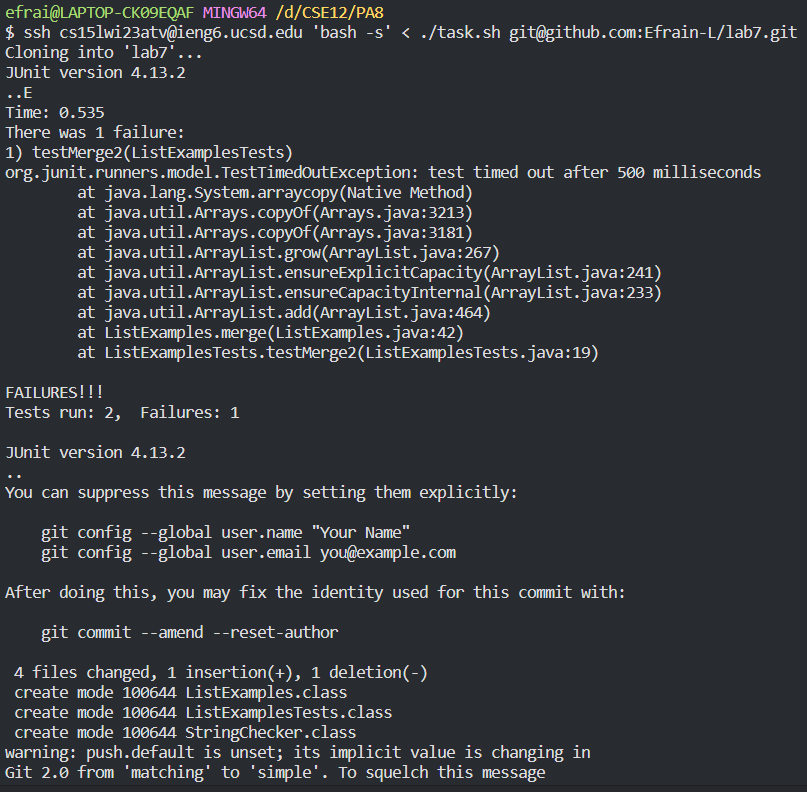 efrai@LAPTOP-CK09EQAF MINGW64 /d/CSE12/PA8
$ ssh cs15lwi23atv@ieng6.ucsd.edu 'bash -s' < ./task.sh git@github.com:Efrain-L/lab7.git
Cloning into 'lab7'...
JUnit version 4.13.2
..E
Time: 0.535
There was 1 failure:
1) testMerge2(ListExamplesTests)
org.junit.runners.model.TestTimedOutException: test timed out after 500 milliseconds
        at java.lang.System.arraycopy(Native Method)
        at java.util.Arrays.copyOf(Arrays.java:3213)
        at java.util.Arrays.copyOf(Arrays.java:3181)
        at java.util.ArrayList.grow(ArrayList.java:267)
        at java.util.ArrayList.ensureExplicitCapacity(ArrayList.java:241)
        at java.util.ArrayList.ensureCapacityInternal(ArrayList.java:233)
        at java.util.ArrayList.add(ArrayList.java:464)
        at ListExamples.merge(ListExamples.java:42)
        at ListExamplesTests.testMerge2(ListExamplesTests.java:19)

FAILURES!!!
Tests run: 2,  Failures: 1

JUnit version 4.13.2
..
You can suppress this message by setting them explicitly:

    git config --global user.name "Your Name"
    git config --global user.email you@example.com

After doing this, you may fix the identity used for this commit with:

    git commit --amend --reset-author

 4 files changed, 1 insertion(+), 1 deletion(-)
 create mode 100644 ListExamples.class
 create mode 100644 ListExamplesTests.class
 create mode 100644 StringChecker.class
warning: push.default is unset; its implicit value is changing in
Git 2.0 from 'matching' to 'simple'. To squelch this message